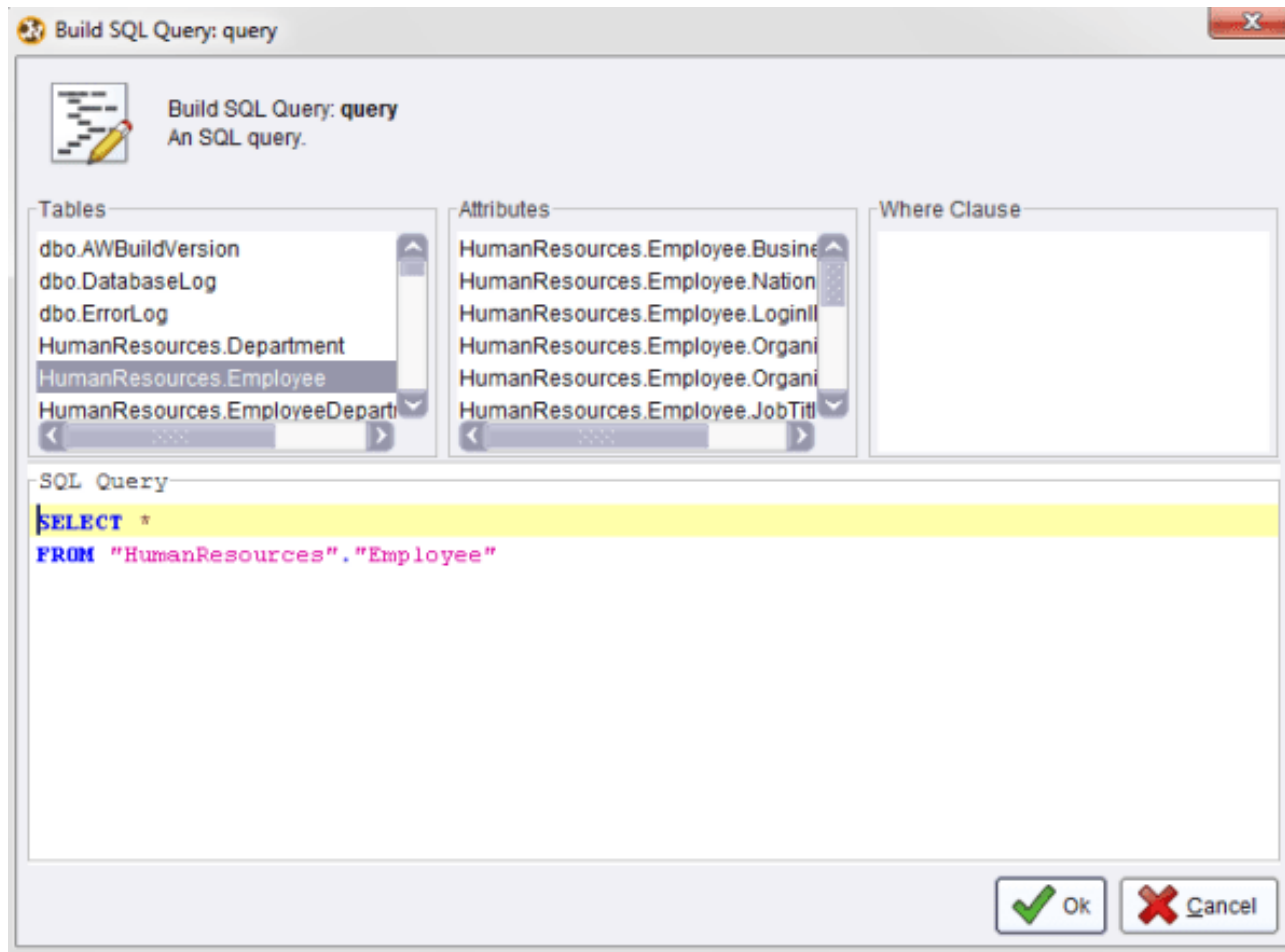 Build SQL Query: query
Build SQL Query: query
An SQL query.
Tables
dbo.AWBuildVersion
dbo.DatabaseLog
dbo.ErrorLog
HumanResources.Department
HumanResources.Employee
HumanResources.EmployeeDepart
Attributes
HumanResources.Employee.Busine
HumanResources.Employee.Nation
HumanResources.Employee.LoginI
HumanResources.Employee.Organi
HumanResources.Employee.Organi
HumanResources.Employee.JobTitl
Where Clause
SQL Query
SELECT *
FROM "HumanResources"."Employee"
Ok
Cancel